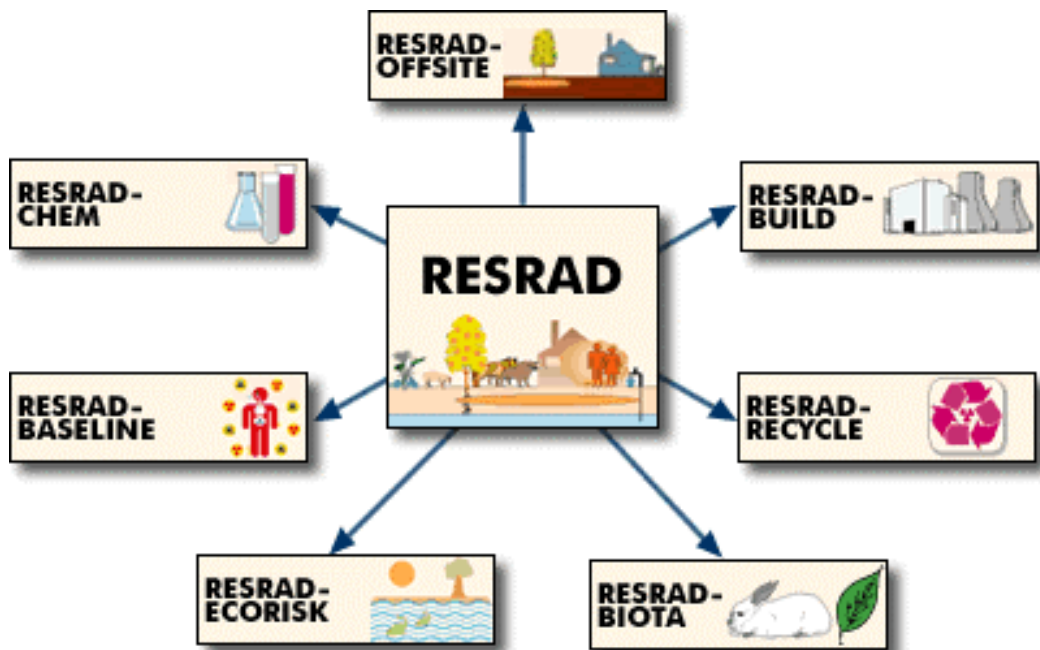 RESRAD-
OFFSITE
RESRAD-
CHEM
RESRAD-
BUILD
RESRAD
RESRAD-
BASELINE
RESRAD-
RECYCLE
RESRAD-
ECORISK
RESRAD-
BIOTA